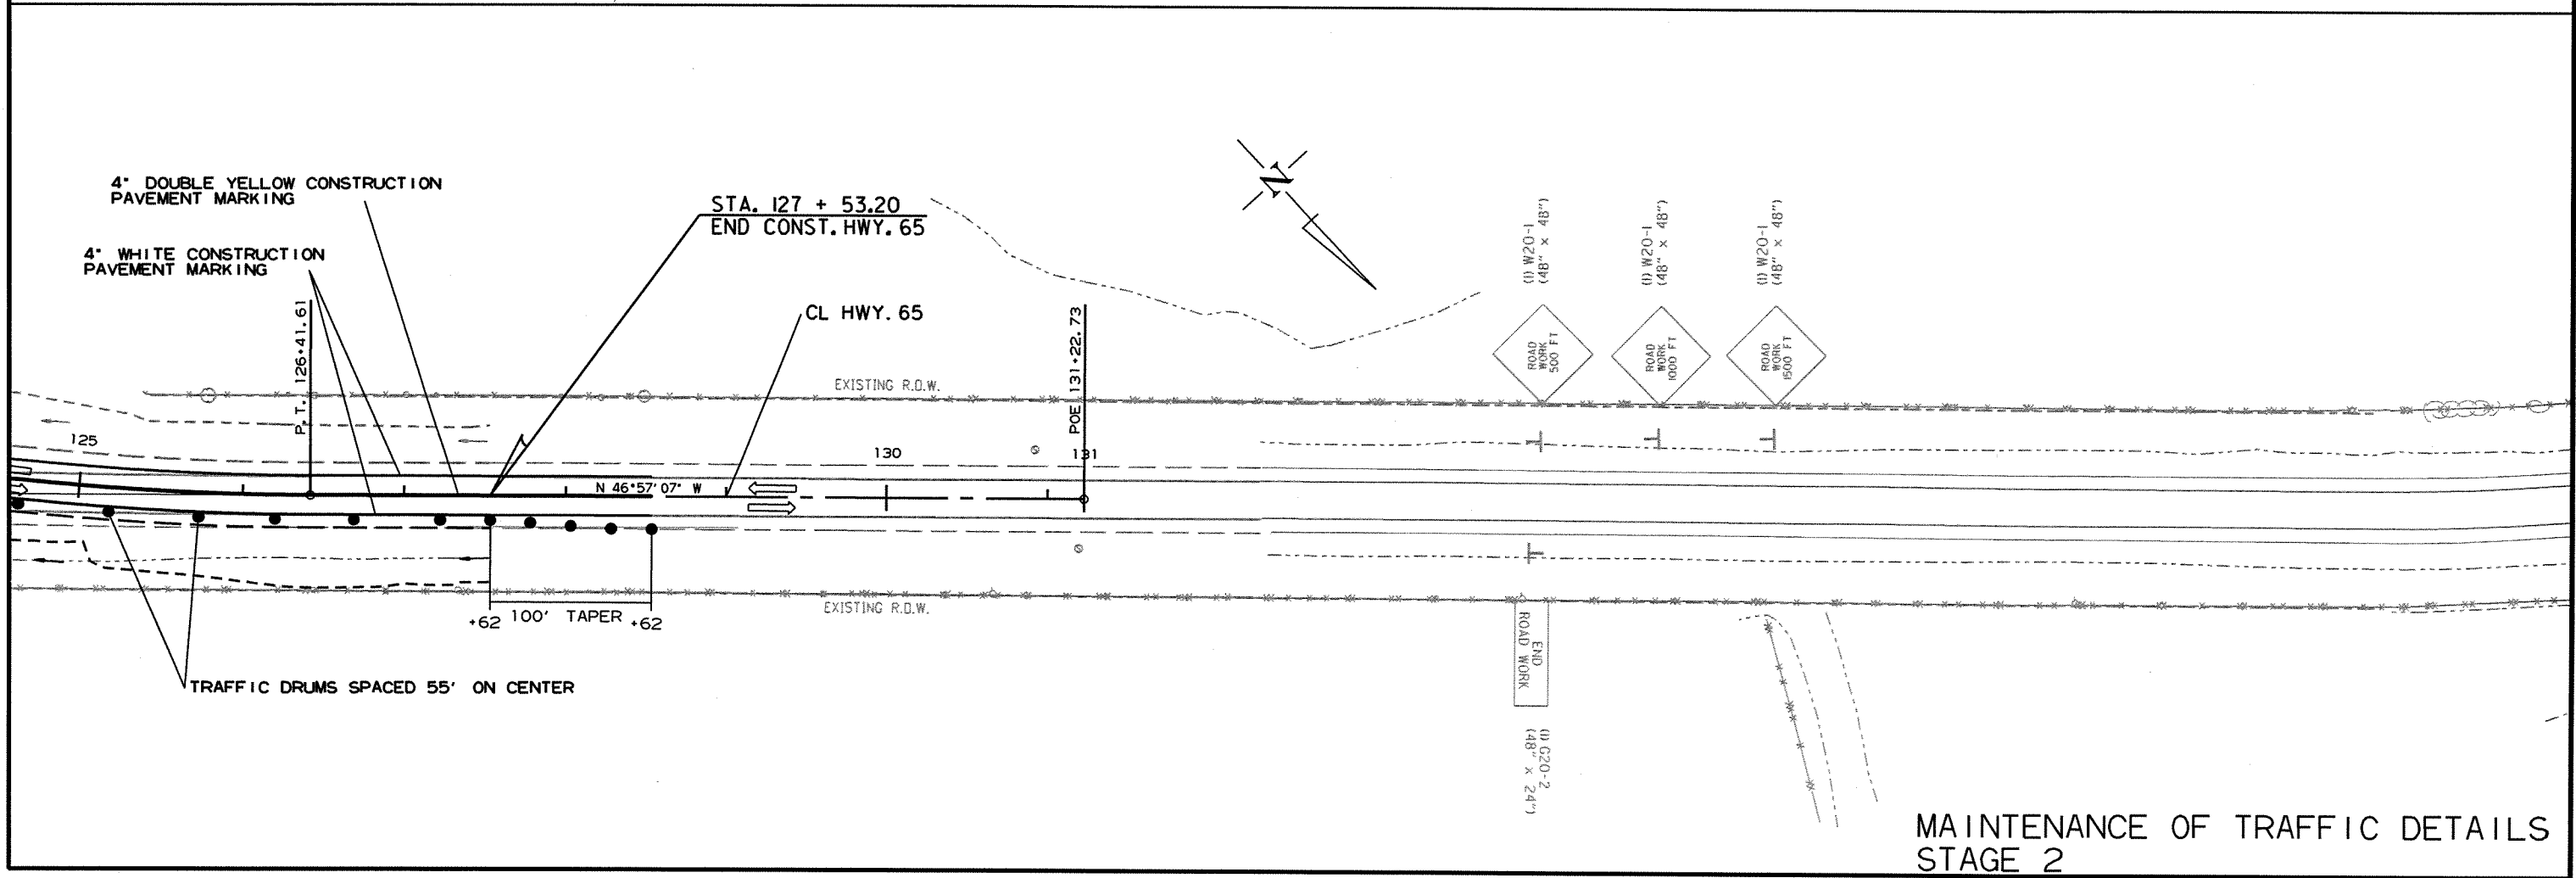 4" DOUBLE YELLOW CONSTRUCTION
PAVEMENT MARKING
4" WHITE CONSTRUCTION
PAVEMENT MARKING
STA. 127 + 53.20
END CONST. HWY. 65
CL HWY. 65
P.T. 126+41.61
POE 131+22.73
N
(1) W20-1
(48" x 48")
(1) W20-1
(48" x 48")
(1) W20-1
(48" x 48")
ROAD
WORK
500 FT
ROAD
WORK
1000 FT
ROAD
WORK
1500 FT
EXISTING R.O.W.
125
130
131
N 46°57'07" W
EXISTING R.O.W.
+62
100' TAPER
+62
TRAFFIC DRUMS SPACED 55' ON CENTER
END
ROAD WORK
(1) G20-2
(48" x 24")
MAINTENANCE OF TRAFFIC DETAILS
STAGE 2